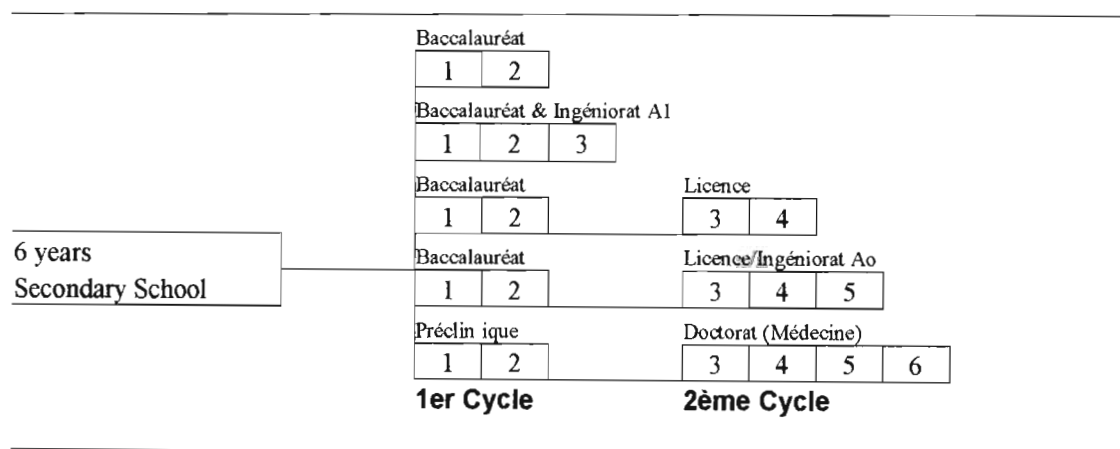 Baccalauréat
1 2
Baccalauréat & Ingéniorat A1
1 2 3
Baccalauréat Licence
1 2 3 4
6 years
Secondary School
Baccalauréat Licence/Ingéniorat Ao
1 2 3 4 5
Préclin ique Doctorat (Médecine)
1 2 3 4 5 6
1er Cycle 2ème Cycle